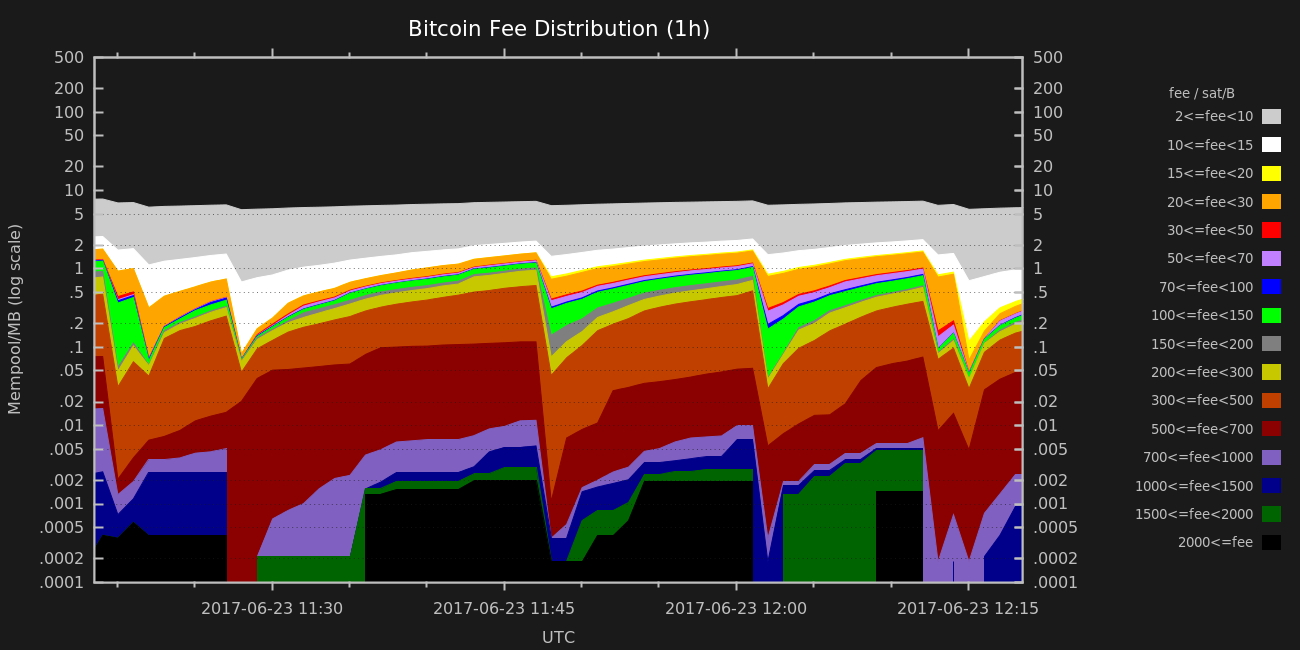 Bitcoin Fee Distribution (1h)
Mempool/MB (log scale)
500
200
100
50
20
10
5
2
1
.5
.2
.1
.05
.02
.01
.005
.002
.001
.0005
.0002
.0001
500
200
100
50
20
10
5
2
1
.5
.2
.1
.05
.02
.01
.005
.002
.001
.0005
.0002
.0001
2017-06-23 11:30 2017-06-23 11:45 2017-06-23 12:00 2017-06-23 12:15
UTC
fee / sat/B
2<=fee<10
10<=fee<15
15<=fee<20
20<=fee<30
30<=fee<50
50<=fee<70
70<=fee<100
100<=fee<150
150<=fee<200
200<=fee<300
300<=fee<500
500<=fee<700
700<=fee<1000
1000<=fee<1500
1500<=fee<2000
2000<=fee